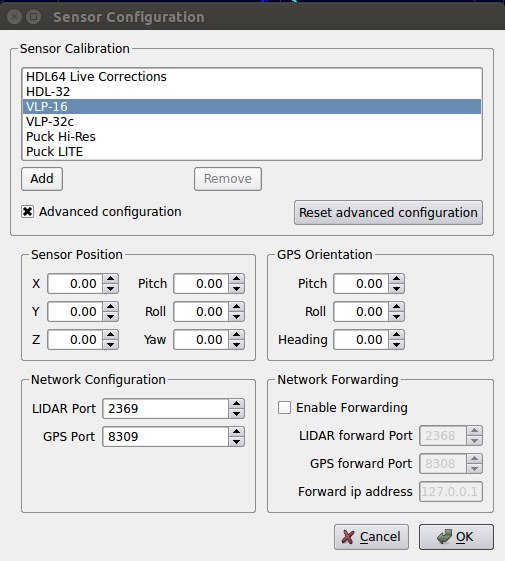 Sensor Configuration
Sensor Calibration
HDL64 Live Corrections
HDL-32
VLP-16
VLP-32c
Puck Hi-Res
Puck LITE
Add Remove
Advanced configuration Reset advanced configuration
Sensor Position
X 0.00 Pitch 0.00
Y 0.00 Roll 0.00
Z 0.00 Yaw 0.00
GPS Orientation
Pitch 0.00
Roll 0.00
Heading 0.00
Network Configuration
LIDAR Port 2369
GPS Port 8309
Network Forwarding
Enable Forwarding
LIDAR forward Port 2368
GPS forward Port 8308
Forward ip address 127.0.0.1
Cancel OK